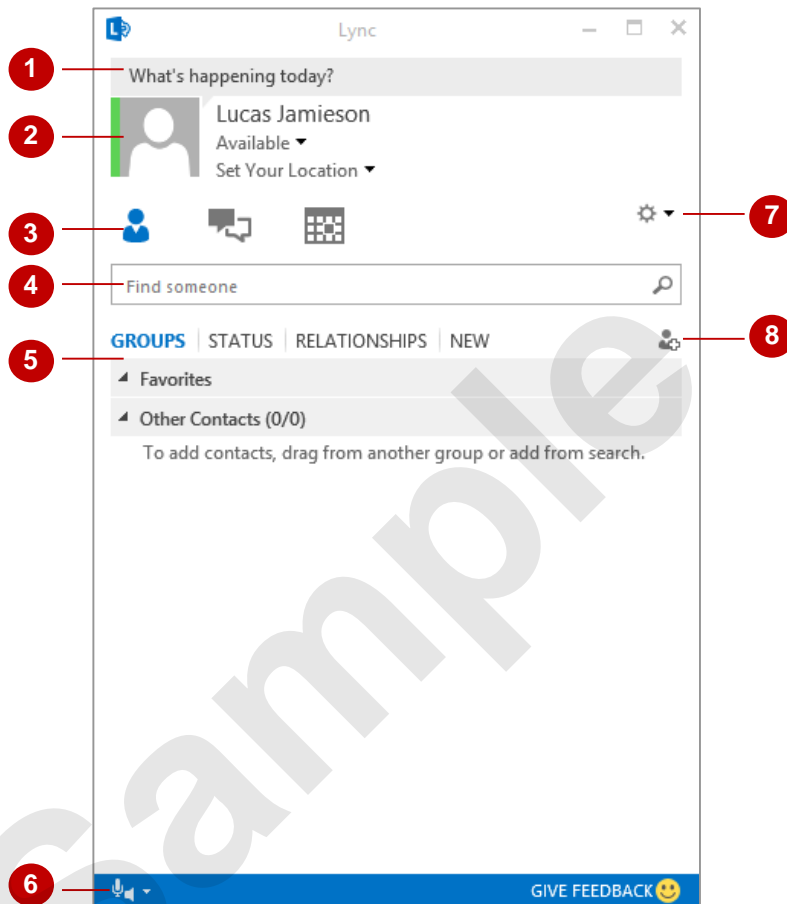 Lync
1
What's happening today?
2
Lucas Jamieson
Available
Set Your Location
3
7
4
Find someone
GROUPS STATUS RELATIONSHIPS NEW
8
5
Favorites
Other Contacts (0/0)
To add contacts, drag from another group or add from search.
Sample
6
GIVE FEEDBACK